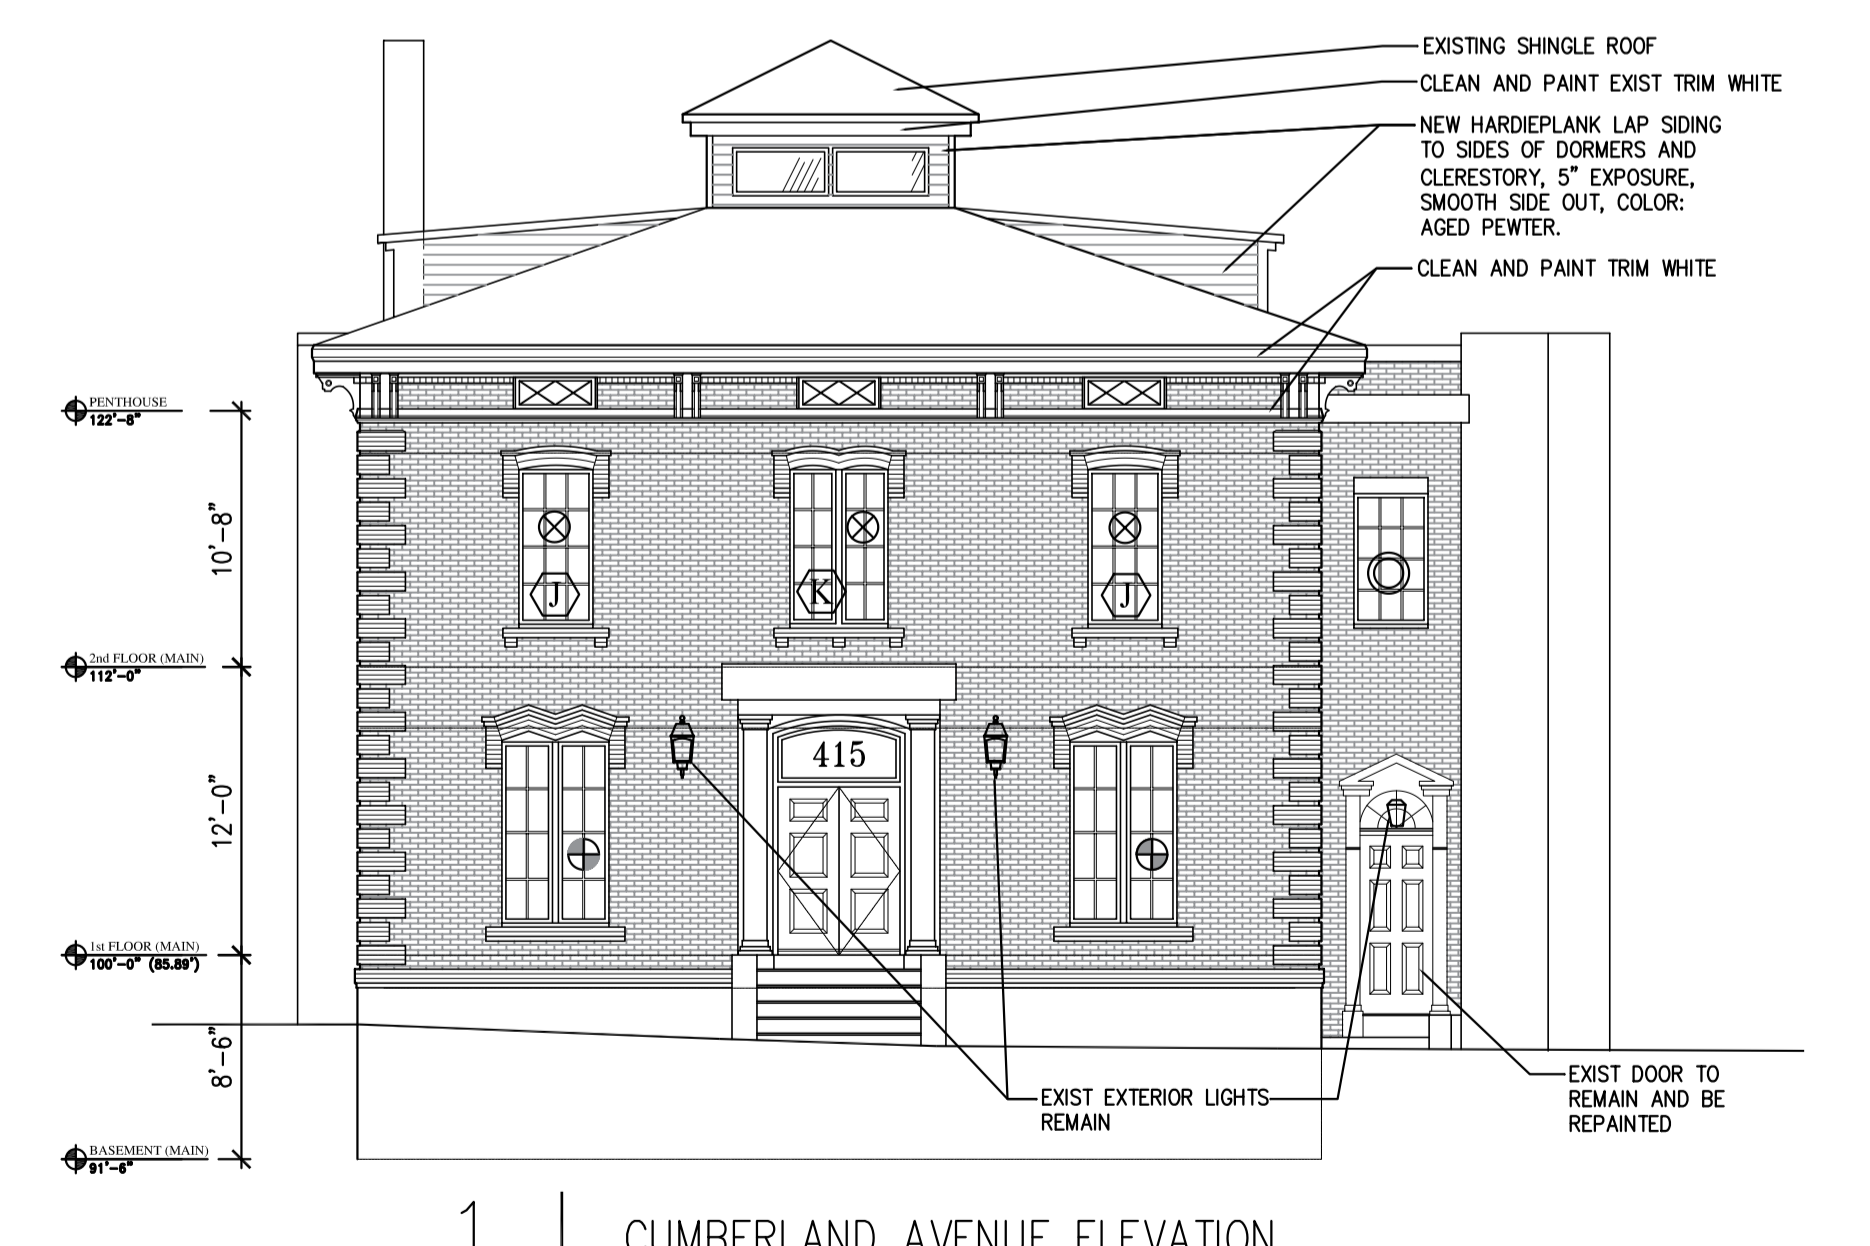 EXISTING SHINGLE ROOF
CLEAN AND PAINT EXIST TRIM WHITE
NEW HARDIEPLANK LAP SIDING
TO SIDES OF DORMERS AND
CLERESTORY, 5" EXPOSURE,
SMOOTH SIDE OUT, COLOR:
AGED PEWTER.
CLEAN AND PAINT TRIM WHITE
PENTHOUSE
122'-8"
10'-8"
J
K
J
2nd FLOOR (MAIN)
112'-0"
415
12'-0"
1st FLOOR (MAIN)
100'-0" (85.89')
8'-6"
EXIST EXTERIOR LIGHTS
REMAIN
EXIST DOOR TO
REMAIN AND BE
REPAINTED
BASEMENT (MAIN)
91'-6"
1
CUMBERLAND AVENUE ELEVATION